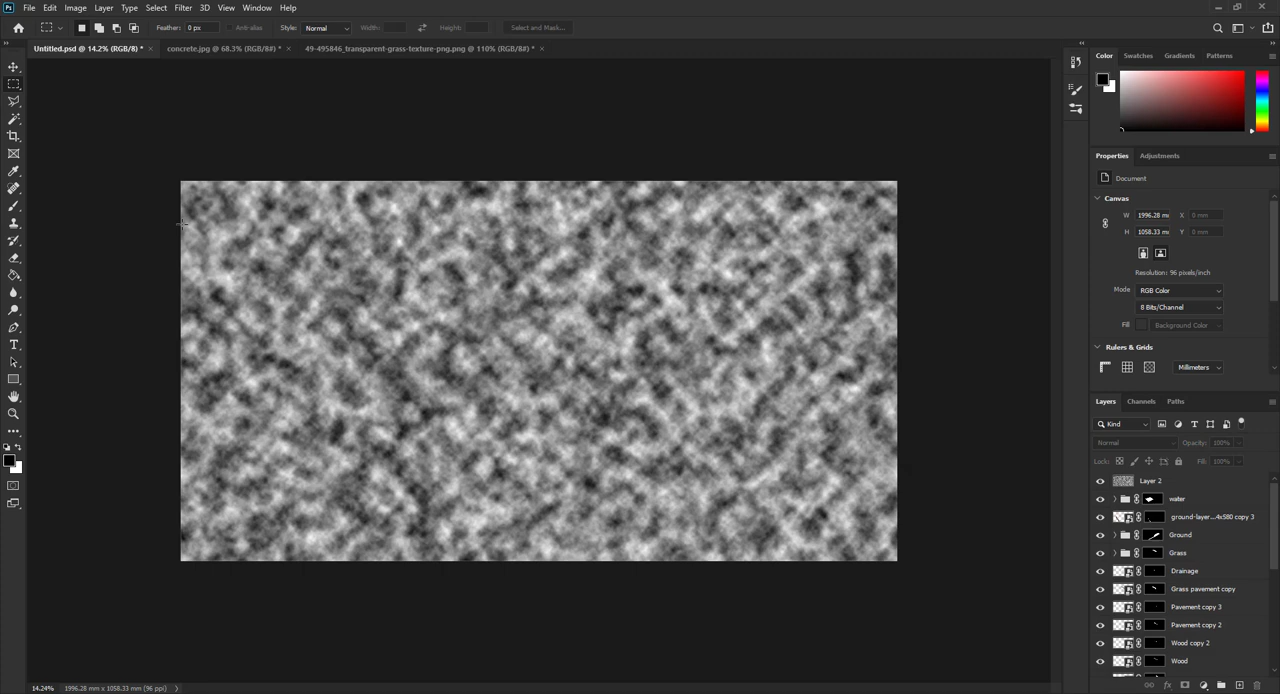 Ps File Edit Image Layer Type Select Filter 3D View Window Help
Feather: 0 px Anti-alias Style: Normal Width: Height: Select and Mask...
Untitled.psd @ 14.2% (RGB/8) * × concrete.jpg @ 68.3% (RGB/8#) * × 49-495846_transparent-grass-texture-png.png @ 110% (RGB/8#) * ×
Color Swatches Gradients Patterns
Properties Adjustments
Document
Canvas
W 1996.28 m X 0 mm
H 1058.33 m Y 0 mm
Resolution: 96 pixels/inch
Mode RGB Color
8 Bits/Channel
Fill Background Color
Rulers & Grids
Millimeters
Layers Channels Paths
Kind
Normal Opacity: 100%
Lock: Fill: 100%
Layer 2
water
ground-layer...4x580 copy 3
Ground
Grass
Drainage
Grass pavement copy
Pavement copy 3
Pavement copy 2
Wood copy 2
Wood
14.24% 1996.28 mm x 1058.33 mm (96 ppi)